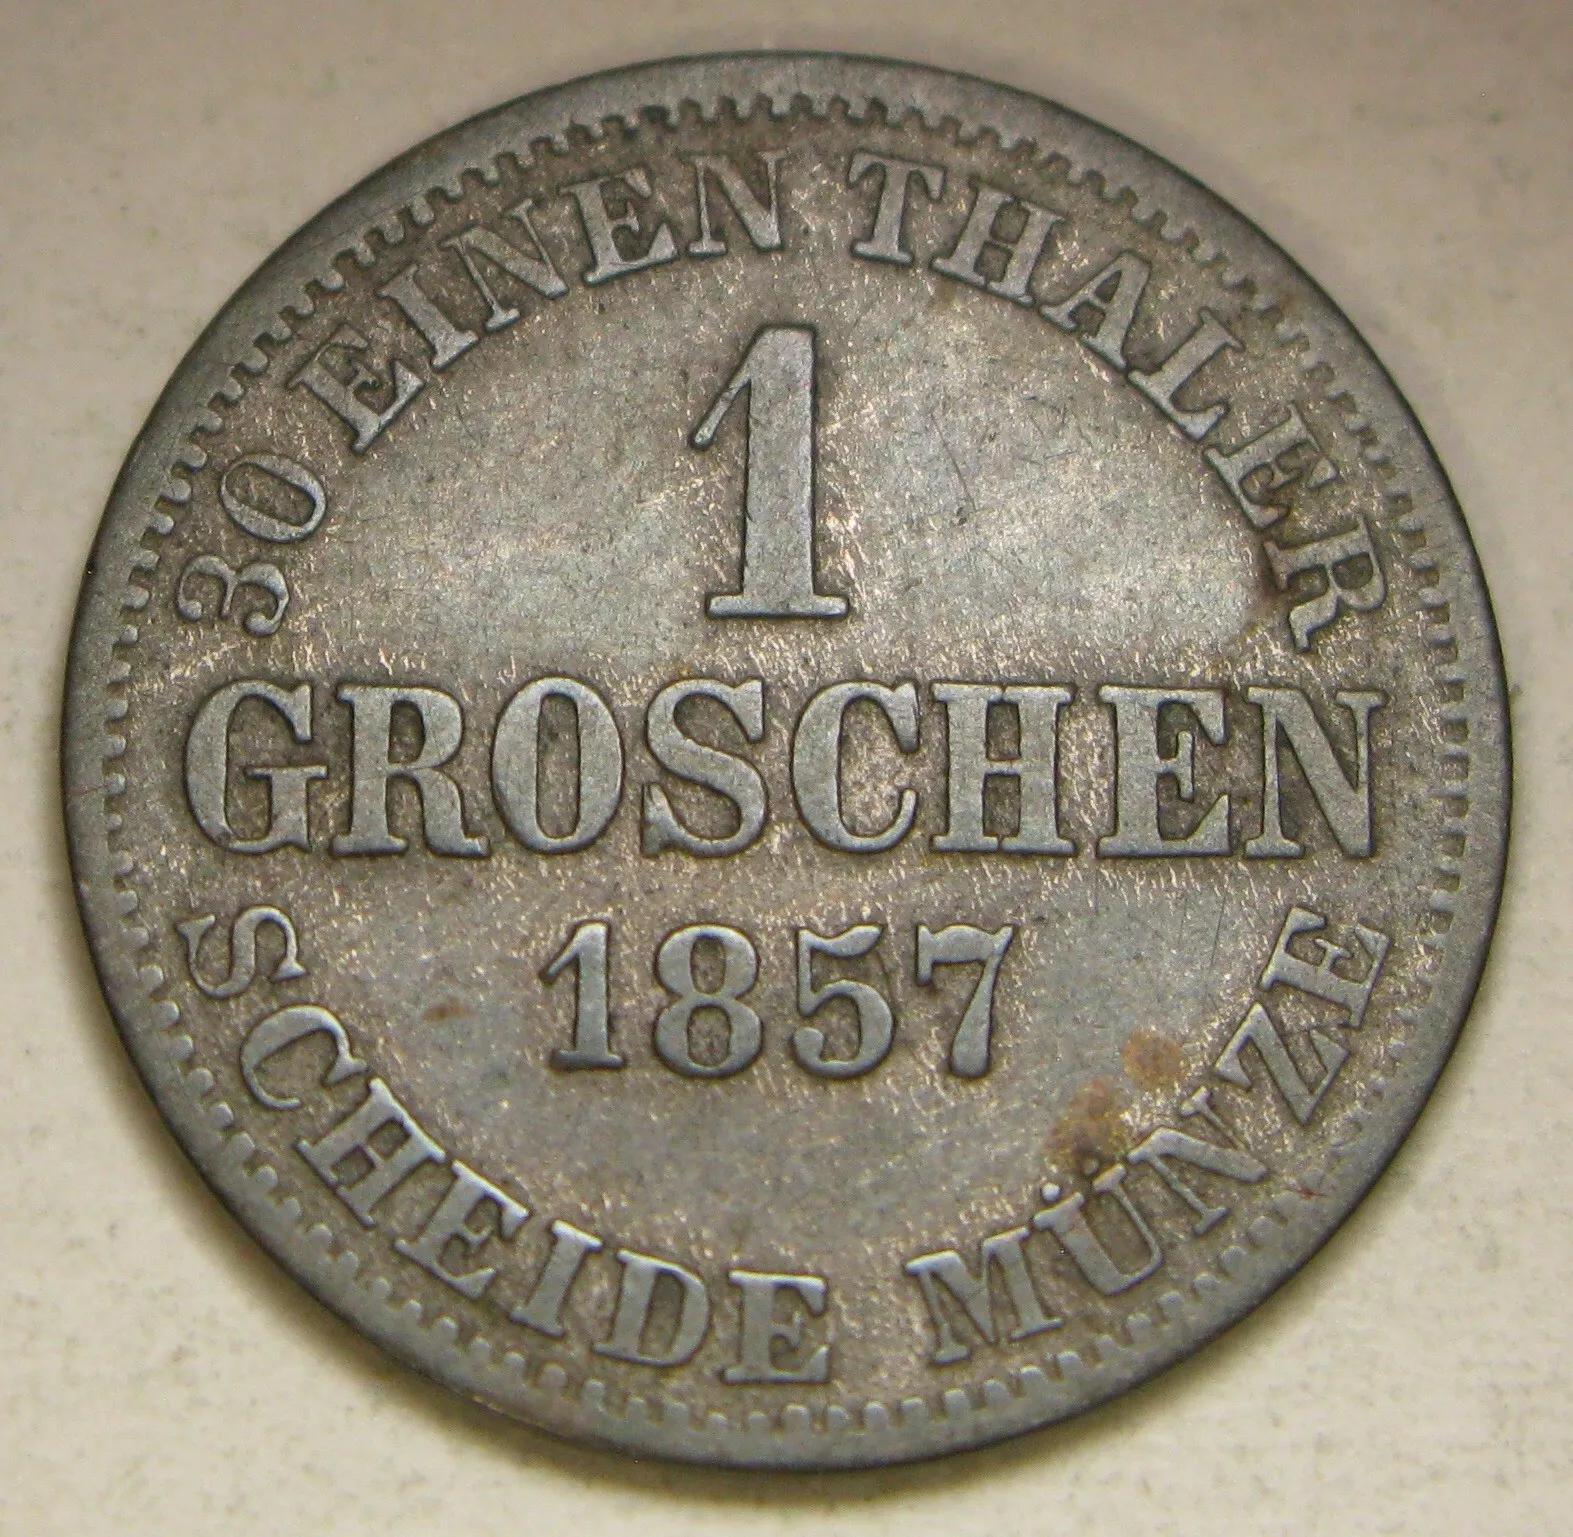 30 EINEN THALER
1
GROSCHEN
1857
SCHEIDE MÜNZE